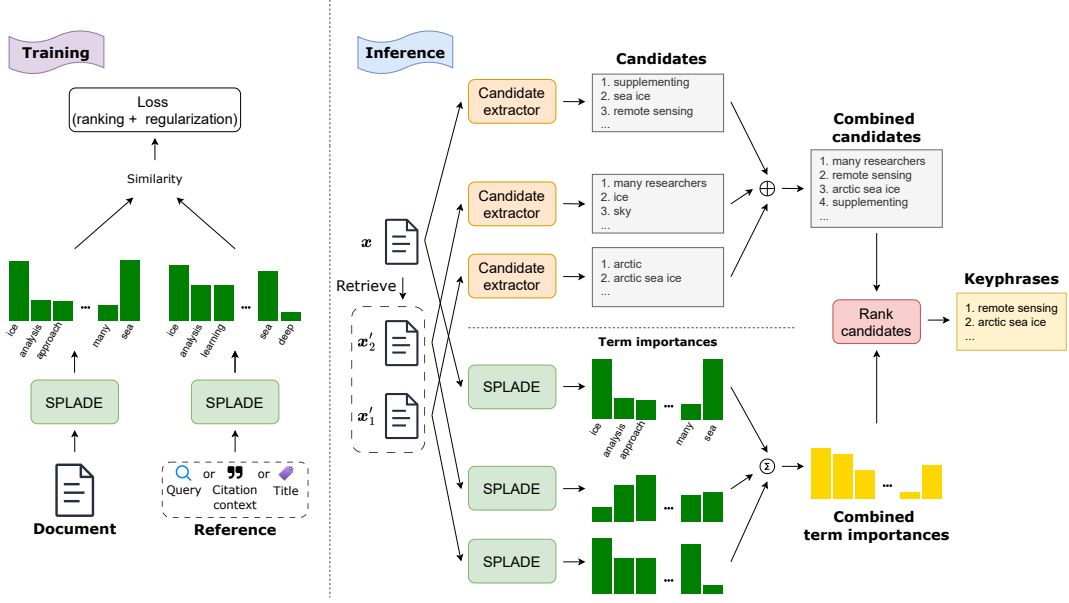 Training
Loss
(ranking + regularization)
Similarity
ice
analysis
approach
...
many
sea
ice
analysis
learning
...
sea
deep
SPLADE
SPLADE
Document
Query or Citation context or Title
Reference
Inference
x
Retrieve
x′2
x′1
Candidate
extractor
Candidate
extractor
Candidate
extractor
Candidates
1. supplementing
2. sea ice
3. remote sensing
...
1. many researchers
2. ice
3. sky
...
1. arctic
2. arctic sea ice
...
Combined
candidates
1. many researchers
2. remote sensing
3. arctic sea ice
4. supplementing
...
Rank
candidates
Keyphrases
1. remote sensing
2. arctic sea ice
...
Term importances
SPLADE
ice
analysis
approach
...
many
sea
SPLADE
...
SPLADE
...
Σ
...
Combined
term importances